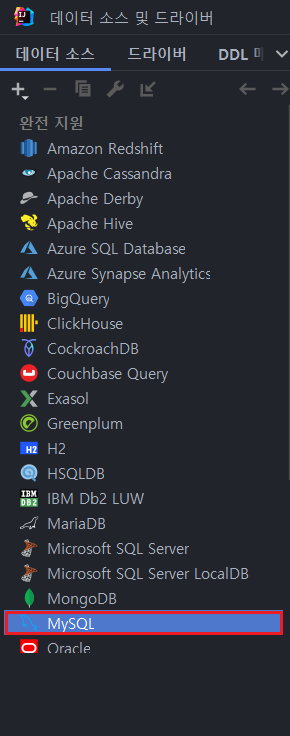 데이터 소스 및 드라이버
데이터 소스 드라이버 DDL 매
완전 지원
Amazon Redshift
Apache Cassandra
Apache Derby
Apache Hive
Azure SQL Database
Azure Synapse Analytics
BigQuery
ClickHouse
CockroachDB
Couchbase Query
Exasol
Greenplum
H2
HSQLDB
IBM Db2 LUW
MariaDB
Microsoft SQL Server
Microsoft SQL Server LocalDB
MongoDB
MySQL
Oracle